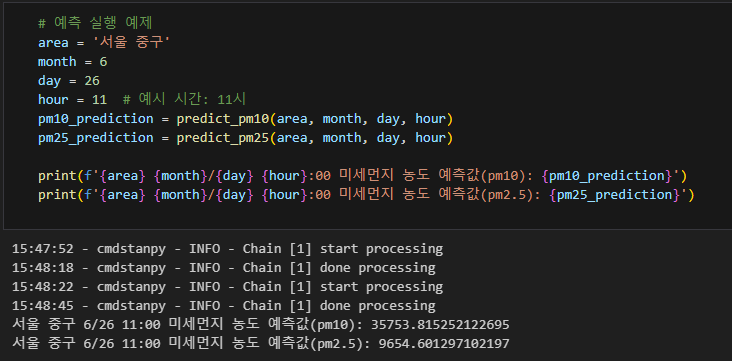 # 예측 실행 예제
area = '서울 중구'
month = 6
day = 26
hour = 11  # 예시 시간: 11시
pm10_prediction = predict_pm10(area, month, day, hour)
pm25_prediction = predict_pm25(area, month, day, hour)
print(f'{area} {month}/{day} {hour}:00 미세먼지 농도 예측값(pm10): {pm10_prediction}')
print(f'{area} {month}/{day} {hour}:00 미세먼지 농도 예측값(pm2.5): {pm25_prediction}')
15:47:52 - cmdstanpy - INFO - Chain [1] start processing
15:48:18 - cmdstanpy - INFO - Chain [1] done processing
15:48:22 - cmdstanpy - INFO - Chain [1] start processing
15:48:45 - cmdstanpy - INFO - Chain [1] done processing
서울 중구 6/26 11:00 미세먼지 농도 예측값(pm10): 35753.815252122695
서울 중구 6/26 11:00 미세먼지 농도 예측값(pm2.5): 9654.601297102197